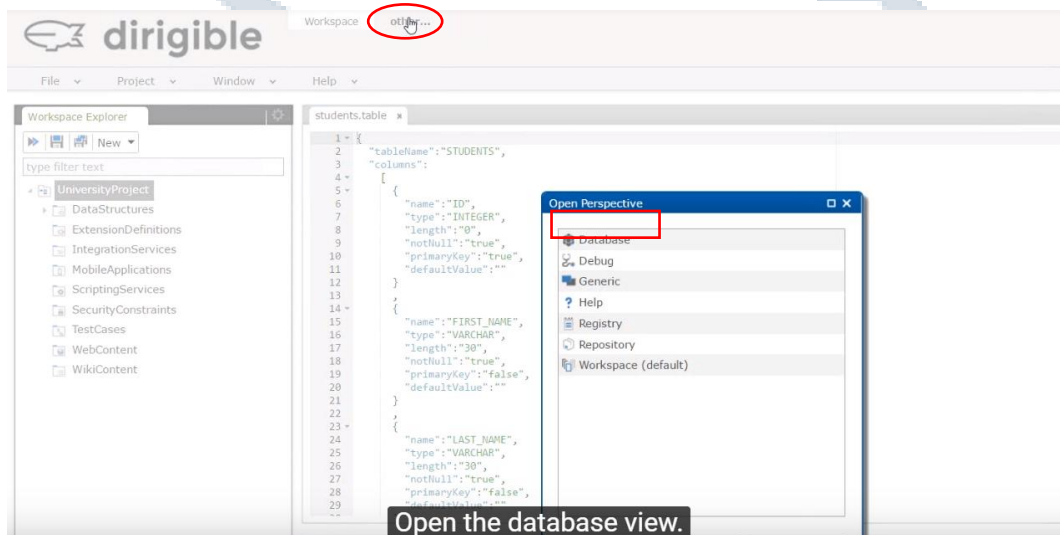 Workspace other...
dirigible
File Project Window Help
Workspace Explorer
New
type filter text
UniversityProject
DataStructures
ExtensionDefinitions
IntegrationServices
MobileApplications
ScriptingServices
SecurityConstraints
TestCases
WebContent
WikiContent
students.table x
1 {
2 "tableName":"STUDENTS",
3 "columns":
4 [
5 {
6 "name":"ID",
7 "type":"INTEGER",
8 "length":"0",
9 "notNull":"true",
10 "primaryKey":"true",
11 "defaultValue":""
12 }
13 ,
14 {
15 "name":"FIRST_NAME",
16 "type":"VARCHAR",
17 "length":"30",
18 "notNull":"true",
19 "primaryKey":"false",
20 "defaultValue":""
21 }
22 ,
23 {
24 "name":"LAST_NAME",
25 "type":"VARCHAR",
26 "length":"30",
27 "notNull":"true",
28 "primaryKey":"false",
29 "defaultValue":""
Open Perspective
Database
Debug
Generic
Help
Registry
Repository
Workspace (default)
Open the database view.